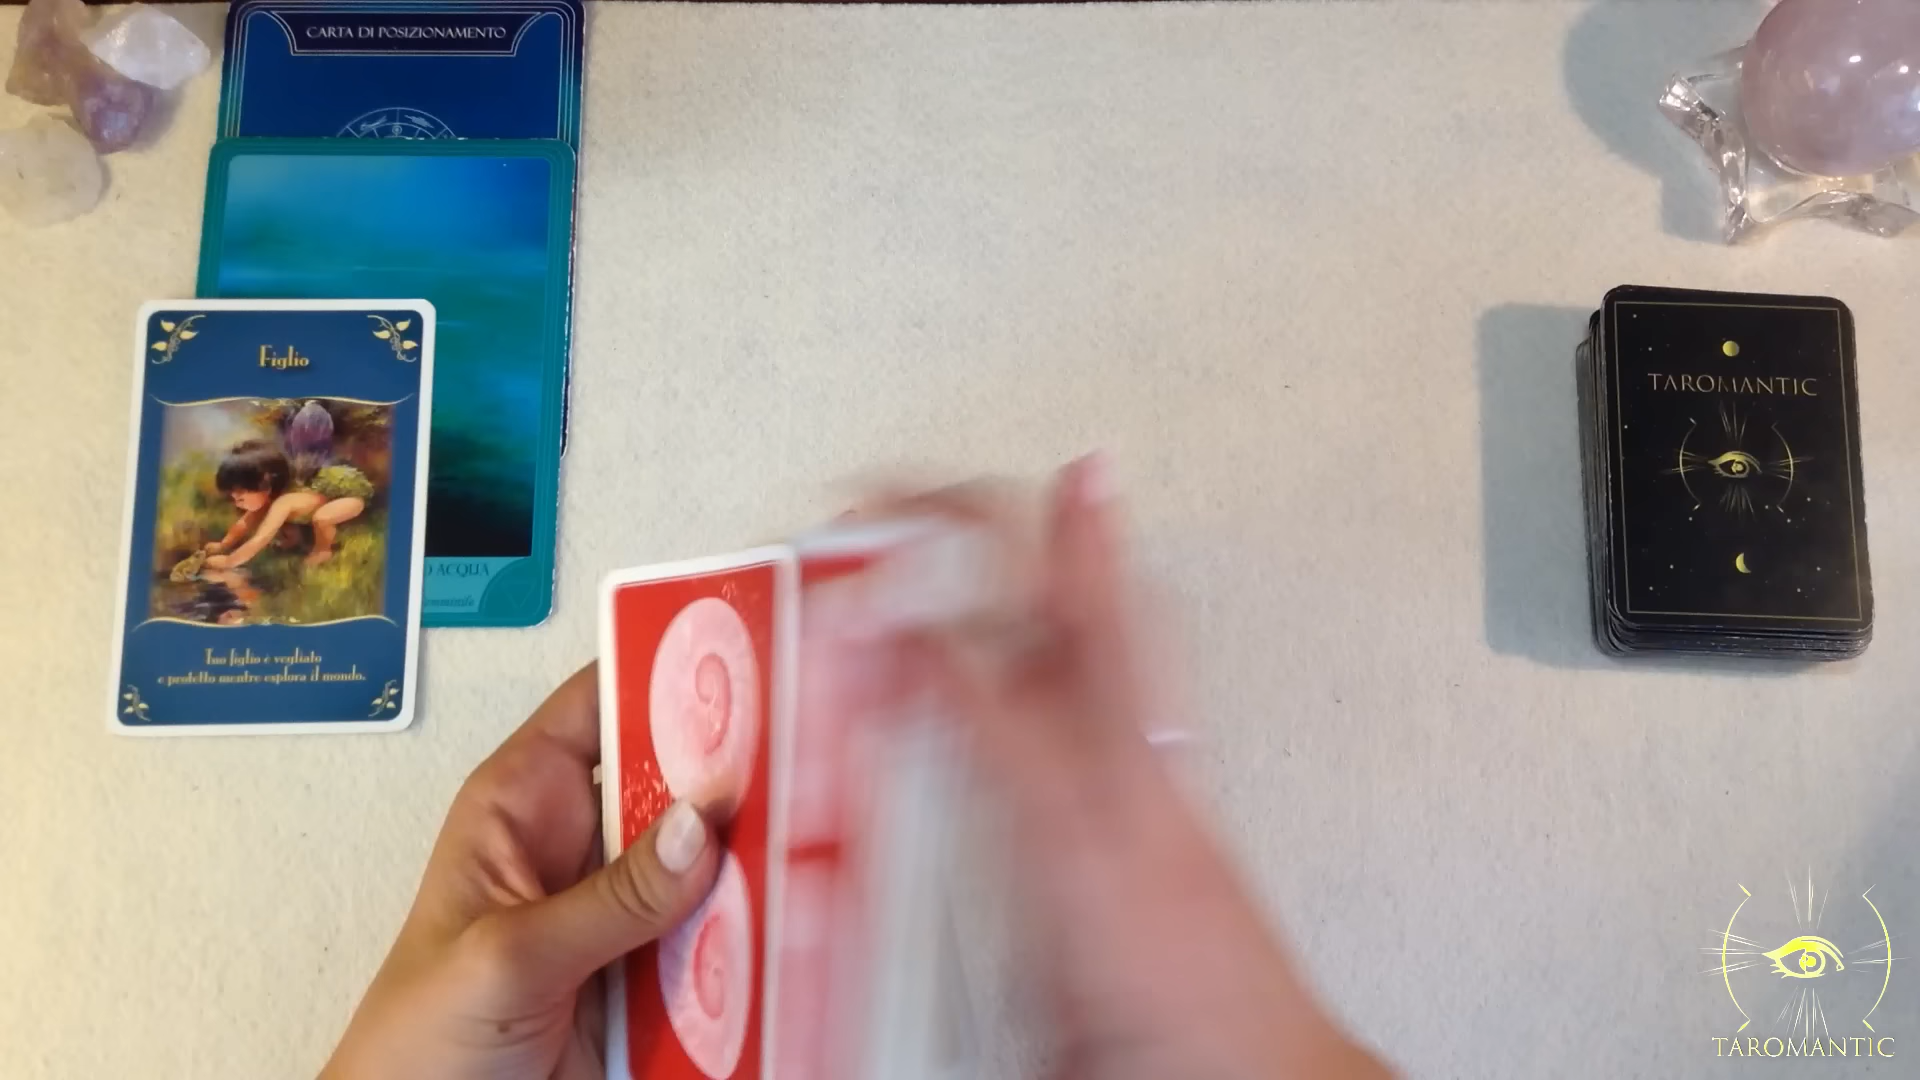 CARTA DI POSIZIONAMENTO
Figlio
Tuo figlio è vegliato
e protetto mentre esplora il mondo.
ACQUA
TAROMANTIC
TAROMANTIC